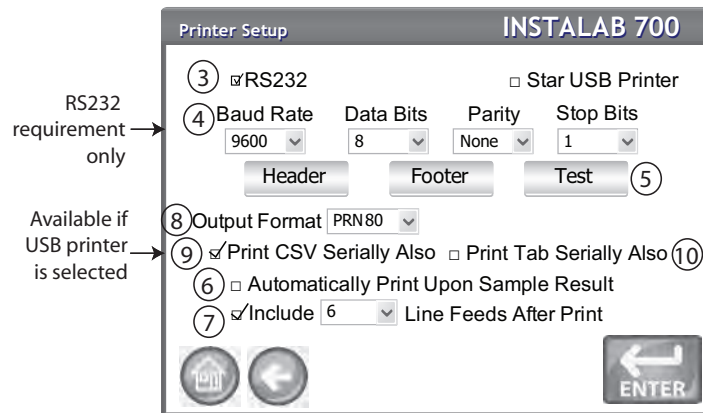 Printer Setup INSTALAB 700
3 RS232 Star USB Printer
RS232 requirement only
4 Baud Rate Data Bits Parity Stop Bits
9600 8 None 1
Header Footer Test 5
8 Output Format PRN80
Available if USB printer is selected
9 Print CSV Serially Also Print Tab Serially Also 10
6 Automatically Print Upon Sample Result
7 Include 6 Line Feeds After Print
ENTER